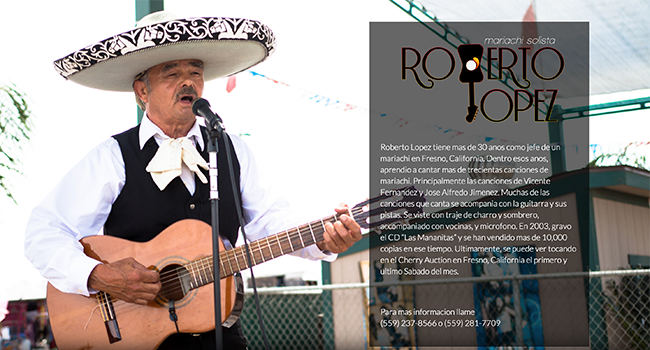 mariachi solista
ROBERTO
LOPEZ
Roberto Lopez tiene mas de 30 anos como jefe de un
mariachi en Fresno, California. Dentro esos anos,
aprendio a cantar mas de trecientas canciones de
mariachi. Principalmente las canciones de Vicente
Fernandez y Jose Alfredo Jimenez. Muchas de las
canciones que canta se acompania con la guitarra y sus
pistas. Se viste con traje de charro y sombrero,
accompaniado con vocinas, y microfono. En 2003, gravo
el CD "Las Mananitas" y se han vendido mas de 10,000
copias en ese tiempo. Ultimamente, se puede ver tocando
en el Cherry Auction en Fresno, California el primero y
ultimo Sabado del mes.
Para mas informacion llame
(559) 237-8566 o (559) 281-7709